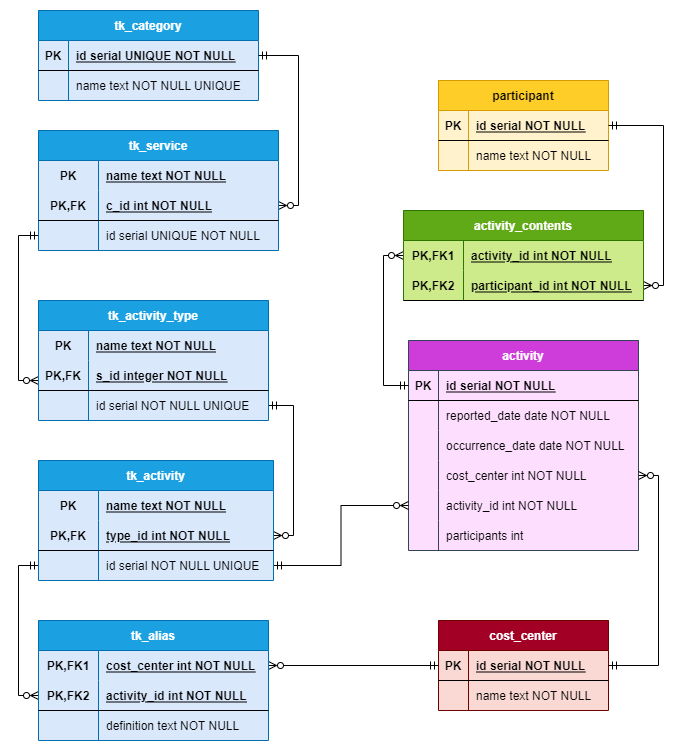 tk_category
PK id serial UNIQUE NOT NULL
name text NOT NULL UNIQUE
tk_service
PK name text NOT NULL
PK,FK c_id int NOT NULL
id serial UNIQUE NOT NULL
tk_activity_type
PK name text NOT NULL
PK,FK s_id integer NOT NULL
id serial NOT NULL UNIQUE
tk_activity
PK name text NOT NULL
PK,FK type_id int NOT NULL
id serial NOT NULL UNIQUE
tk_alias
PK,FK1 cost_center int NOT NULL
PK,FK2 activity_id int NOT NULL
definition text NOT NULL
participant
PK id serial NOT NULL
name text NOT NULL
activity_contents
PK,FK1 activity_id int NOT NULL
PK,FK2 participant_id int NOT NULL
activity
PK id serial NOT NULL
reported_date date NOT NULL
occurrence_date date NOT NULL
cost_center int NOT NULL
activity_id int NOT NULL
participants int
cost_center
PK id serial NOT NULL
name text NOT NULL